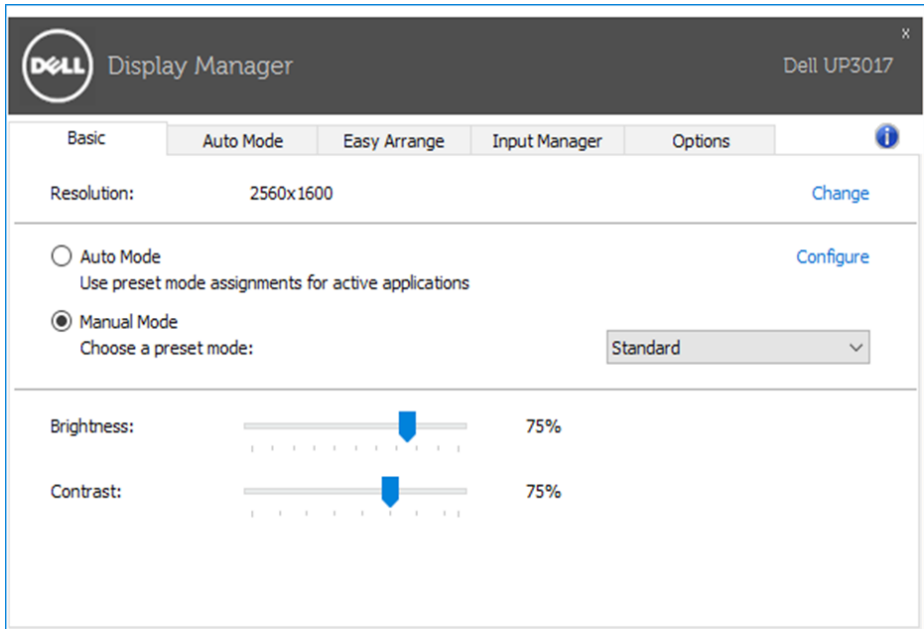 DELL Display Manager Dell UP3017 x
Basic Auto Mode Easy Arrange Input Manager Options i
Resolution: 2560x1600 Change
Auto Mode Configure
Use preset mode assignments for active applications
Manual Mode
Choose a preset mode: Standard
Brightness: 75%
Contrast: 75%